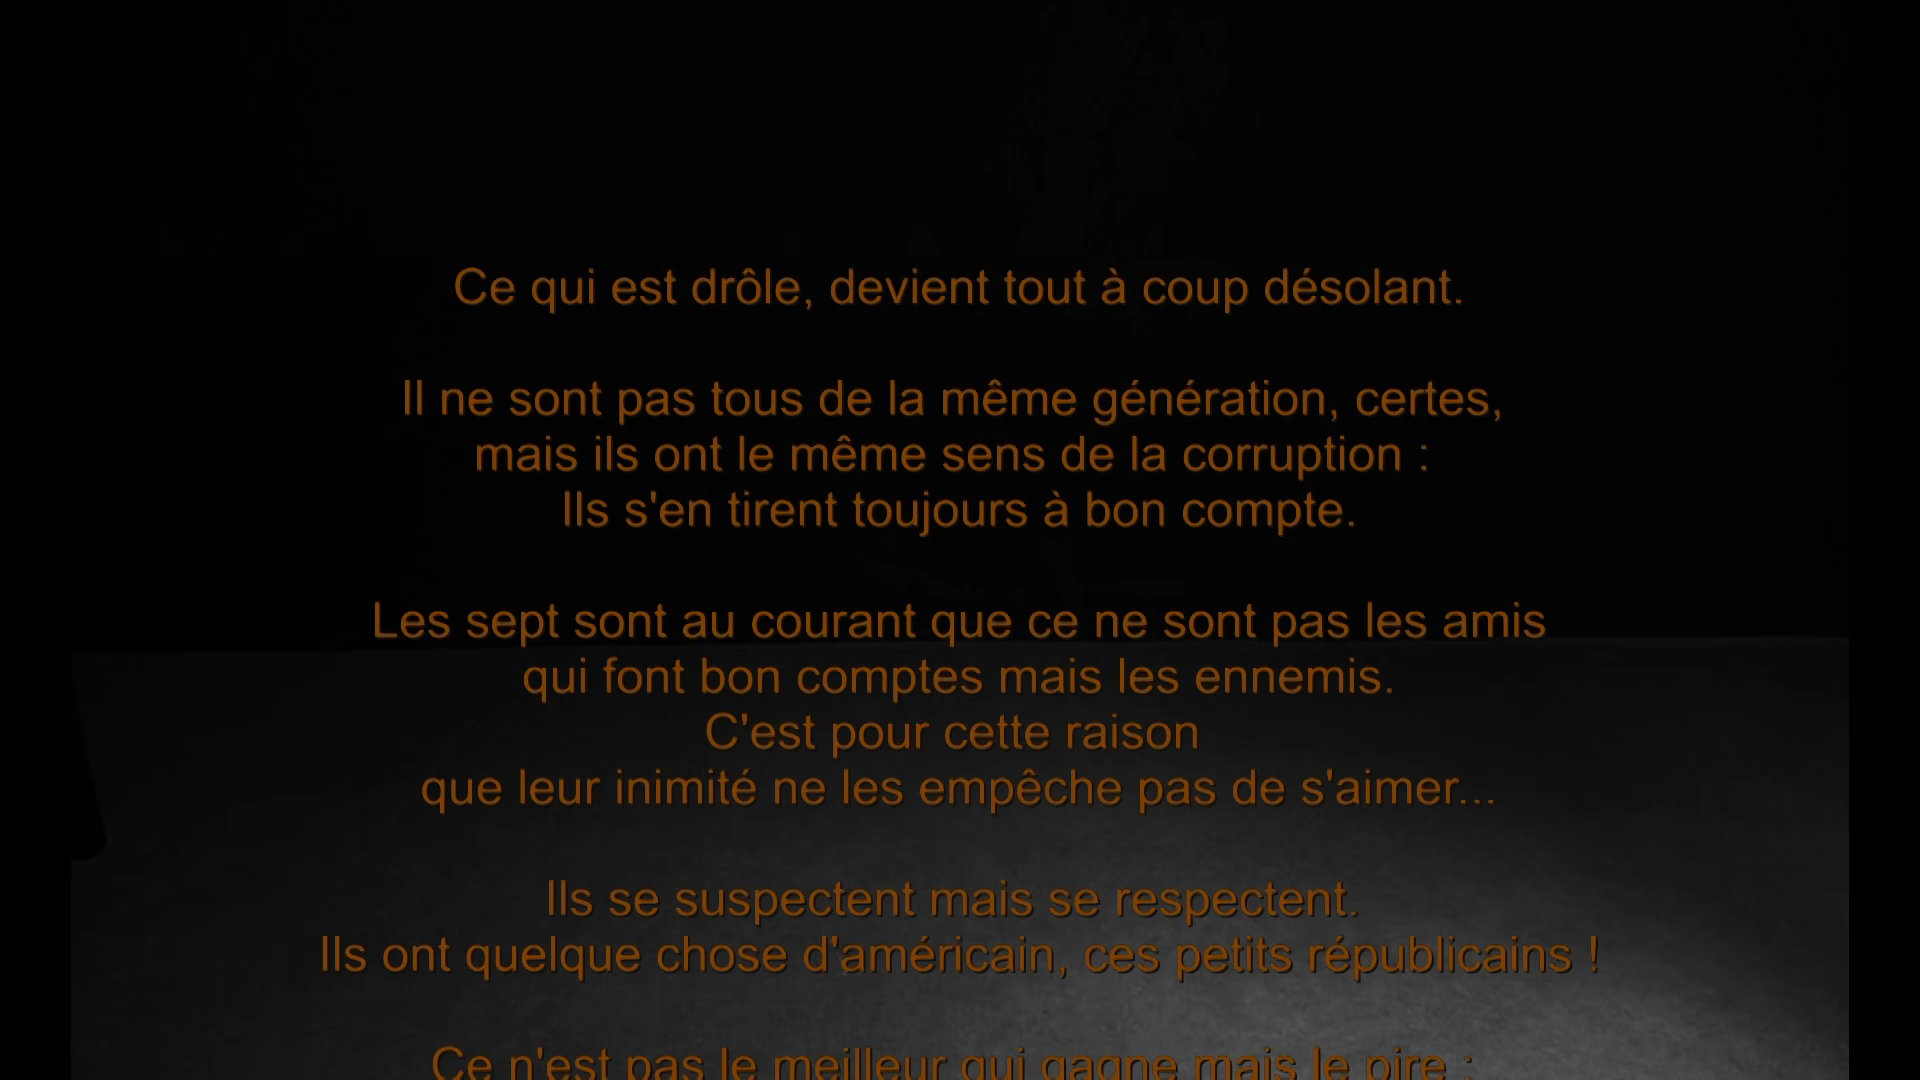 Ce qui est drôle, devient tout à coup désolant.
Il ne sont pas tous de la même génération, certes,
mais ils ont le même sens de la corruption :
Ils s'en tirent toujours à bon compte.
Les sept sont au courant que ce ne sont pas les amis
qui font bon comptes mais les ennemis.
C'est pour cette raison
que leur inimité ne les empêche pas de s'aimer...
Ils se suspectent mais se respectent.
Ils ont quelque chose d'américain, ces petits républicains !
Ce n'est pas le meilleur qui gagne mais le pire :